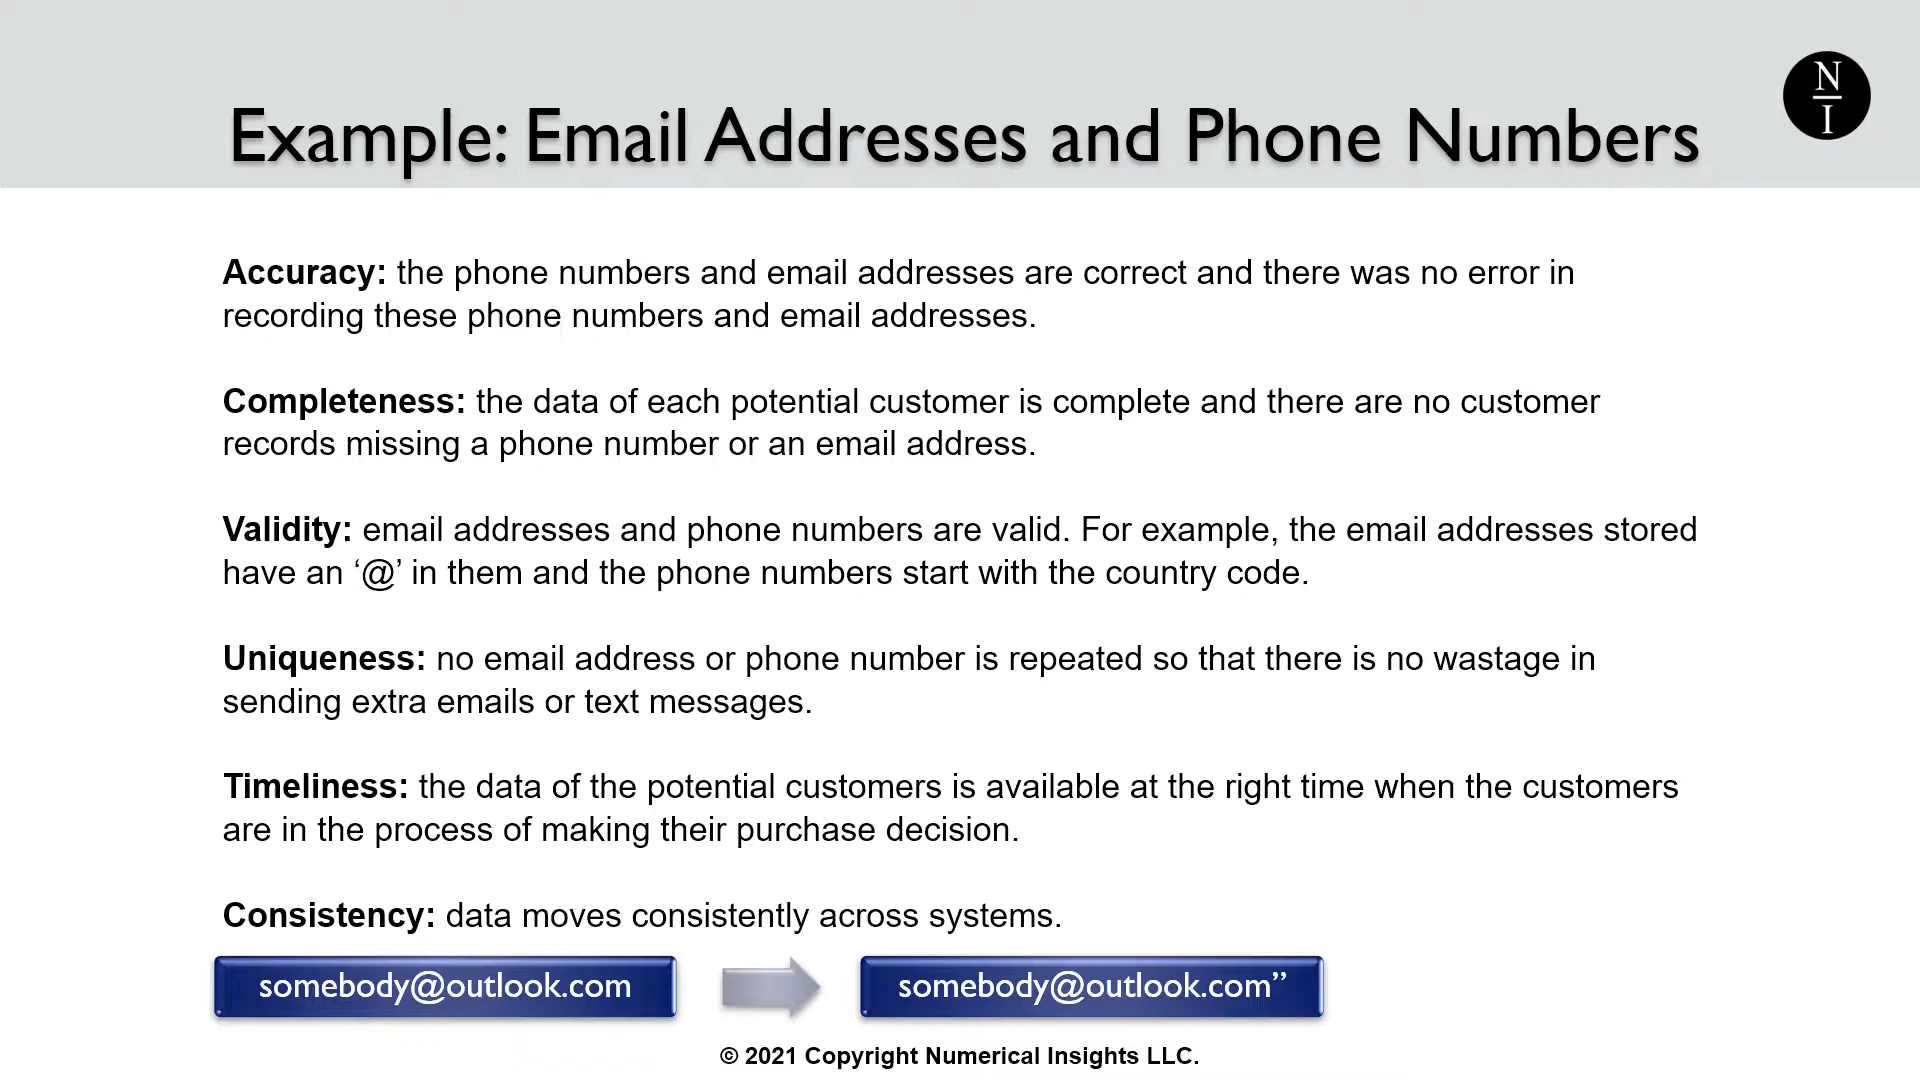 N
I
Example: Email Addresses and Phone Numbers
Accuracy: the phone numbers and email addresses are correct and there was no error in
recording these phone numbers and email addresses.
Completeness: the data of each potential customer is complete and there are no customer
records missing a phone number or an email address.
Validity: email addresses and phone numbers are valid. For example, the email addresses stored
have an ‘@’ in them and the phone numbers start with the country code.
Uniqueness: no email address or phone number is repeated so that there is no wastage in
sending extra emails or text messages.
Timeliness: the data of the potential customers is available at the right time when the customers
are in the process of making their purchase decision.
Consistency: data moves consistently across systems.
somebody@outlook.com
somebody@outlook.com”
© 2021 Copyright Numerical Insights LLC.